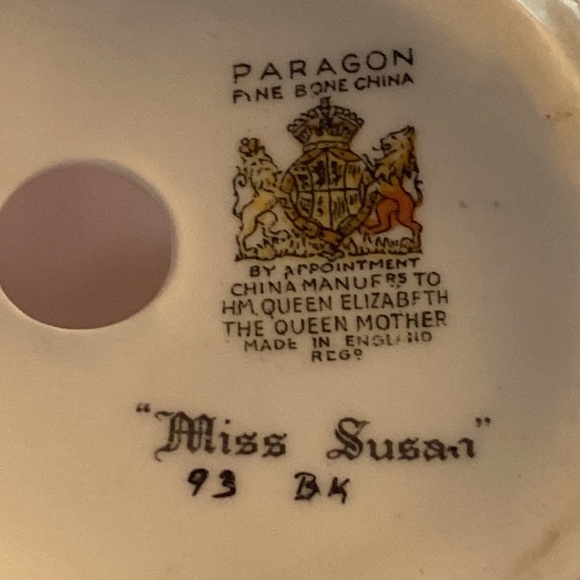 PARAGON
FINE BONE CHINA
BY APPOINTMENT
CHINA MANUFRS TO
H.M. QUEEN ELIZABETH
THE QUEEN MOTHER
MADE IN ENGLAND
REGD
"Miss Susan"
93 BK